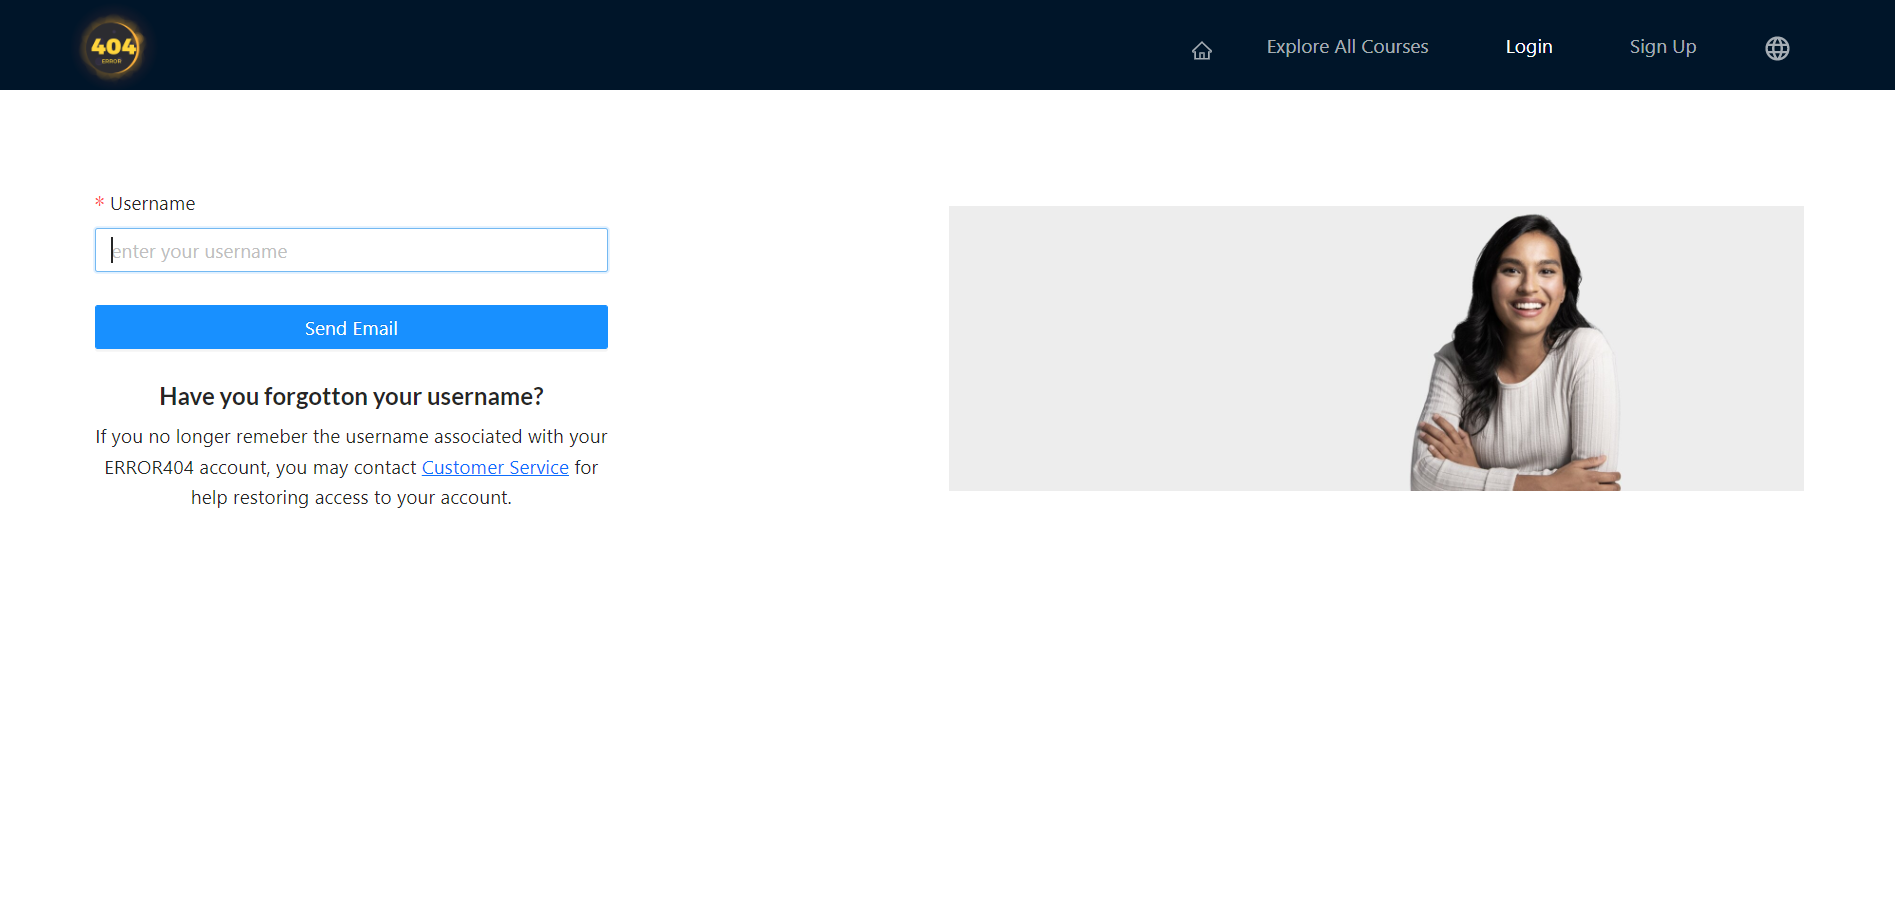 404
ERROR
Explore All Courses
Login
Sign Up
* Username
enter your username
Send Email
Have you forgotton your username?
If you no longer remeber the username associated with your
ERROR404 account, you may contact Customer Service for
help restoring access to your account.